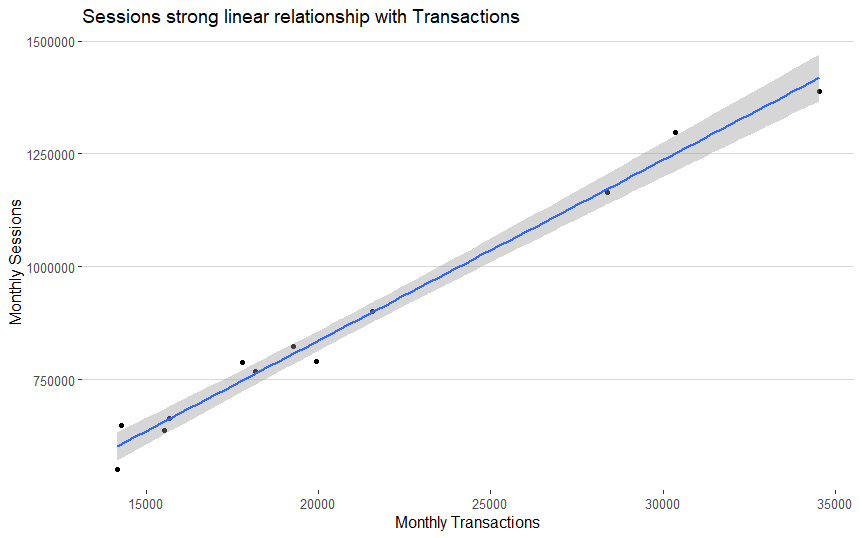 Sessions strong linear relationship with Transactions
1500000
1250000
1000000
750000
Monthly Sessions
15000 20000 25000 30000 35000
Monthly Transactions